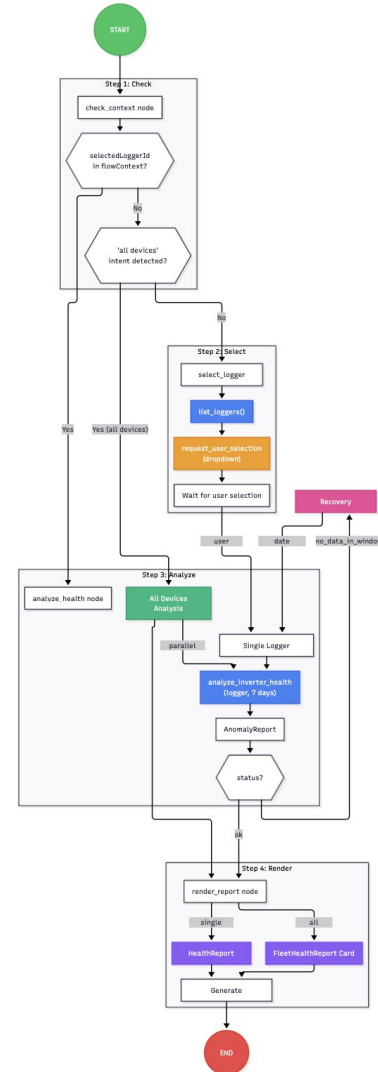 START
Step 1: Check
check_context node
selectedLoggerId
in flowContext?
No
'all devices'
intent detected?
No
Step 2: Select
select_logger
list_loggers()
Yes
Yes (all devices)
request_user_selection
(dropdown)
Wait for user selection
Recovery
user
date
no_data_in_window
Step 3: Analyze
analyze_health node
All Devices
Analysis
parallel
Single Logger
analyze_inverter_health
(logger, 7 days)
AnomalyReport
status?
ok
Step 4: Render
render_report node
single
all
HealthReport
FleetHealthReport Card
Generate
END